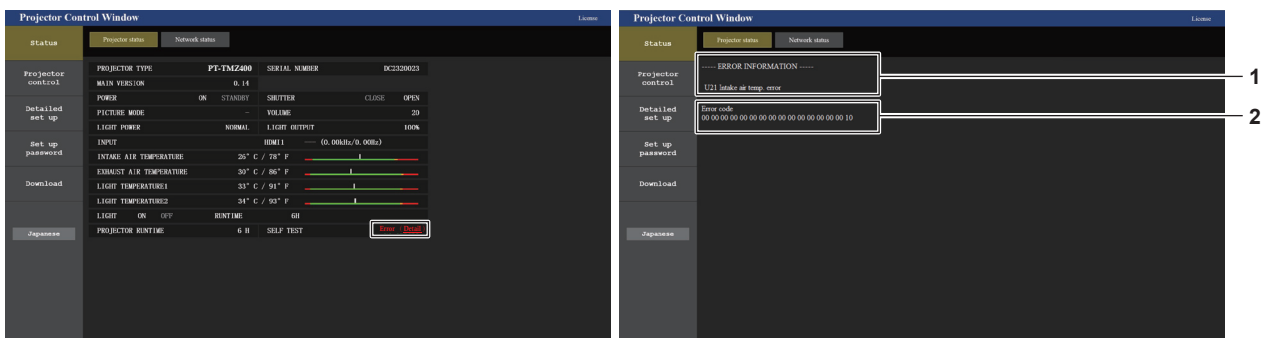 Projector Control Window
License
Status
Projector status
Network status
Projector control
Detailed set up
Set up password
Download
Japanese
PROJECTOR TYPE PT-TMZ400 SERIAL NUMBER DC2320023
MAIN VERSION 0.14
POWER ON STANDBY SHUTTER CLOSE OPEN
PICTURE MODE – VOLUME 20
LIGHT POWER NORMAL LIGHT OUTPUT 100%
INPUT HDMI1 — (0.00kHz/0.00Hz)
INTAKE AIR TEMPERATURE 26° C / 78° F
EXHAUST AIR TEMPERATURE 30° C / 86° F
LIGHT TEMPERATURE1 33° C / 91° F
LIGHT TEMPERATURE2 34° C / 93° F
LIGHT ON OFF RUNTIME 6H
PROJECTOR RUNTIME 6 H SELF TEST Error (Detail)
Projector Control Window
License
Status
Projector status
Network status
Projector control
Detailed set up
Set up password
Download
Japanese
----- ERROR INFORMATION -----
U21 Intake air temp. error
1
Error code
00 00 00 00 00 00 00 00 00 00 00 00 00 00 00 10
2